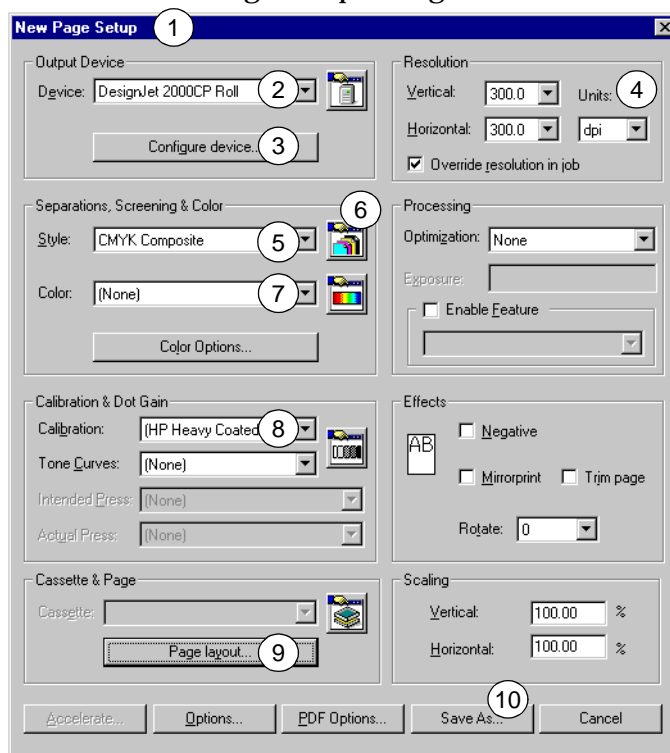 New Page Setup 1
Output Device
Device: DesignJet 2000CP Roll 2
Configure device... 3
Resolution
Vertical: 300.0 Units: 4
Horizontal: 300.0 dpi
Override resolution in job
Separations, Screening & Color 6
Style: CMYK Composite 5
Color: (None) 7
Color Options...
Processing
Optimization: None
Exposure:
Enable Feature
Calibration & Dot Gain
Calibration: (HP Heavy Coated 8
Tone Curves: (None)
Intended Press: (None)
Actual Press: (None)
Effects
AB
Negative
Mirrorprint Trim page
Rotate: 0
Cassette & Page
Cassette:
Page layout... 9
Scaling
Vertical: 100.00 %
Horizontal: 100.00 %
10
Accelerate... Options... PDF Options... Save As... Cancel